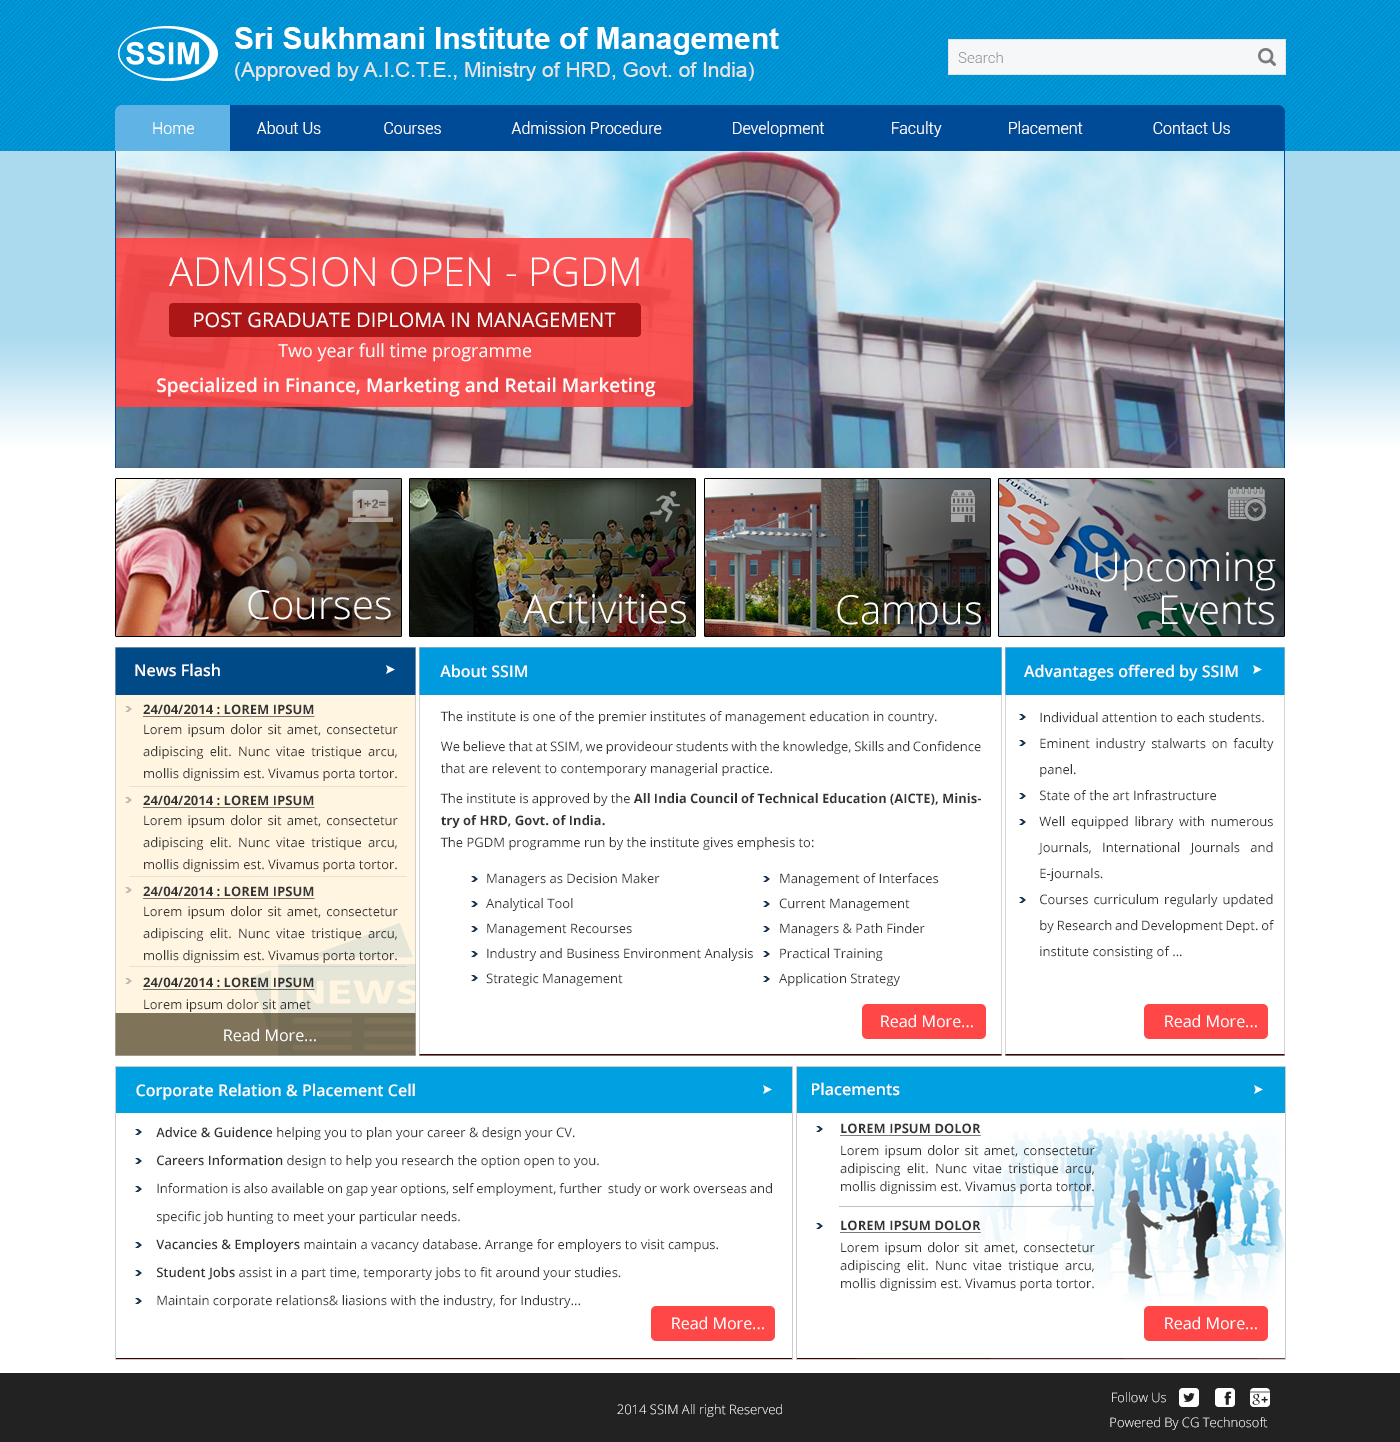 SSIM
Sri Sukhmani Institute of Management
(Approved by A.I.C.T.E., Ministry of HRD, Govt. of India)
Search
Home About Us Courses Admission Procedure Development Faculty Placement Contact Us
ADMISSION OPEN - PGDM
POST GRADUATE DIPLOMA IN MANAGEMENT
Two year full time programme
Specialized in Finance, Marketing and Retail Marketing
1+2=
Courses
Acitivities
Campus
TUESDAY
23
29
AUGUST
SUNDAY
7
TUESDAY
Upcoming
Events
News Flash
24/04/2014 : LOREM IPSUM
Lorem ipsum dolor sit amet, consectetur
adipiscing elit. Nunc vitae tristique arcu,
mollis dignissim est. Vivamus porta tortor.
24/04/2014 : LOREM IPSUM
Lorem ipsum dolor sit amet, consectetur
adipiscing elit. Nunc vitae tristique arcu,
mollis dignissim est. Vivamus porta tortor.
24/04/2014 : LOREM IPSUM
Lorem ipsum dolor sit amet, consectetur
adipiscing elit. Nunc vitae tristique arcu,
mollis dignissim est. Vivamus porta tortor.
24/04/2014 : LOREM IPSUM
Lorem ipsum dolor sit amet
NEWS
Read More...
About SSIM
The institute is one of the premier institutes of management education in country.
We believe that at SSIM, we provideour students with the knowledge, Skills and Confidence
that are relevent to contemporary managerial practice.
The institute is approved by the All India Council of Technical Education (AICTE), Minis-
try of HRD, Govt. of India.
The PGDM programme run by the institute gives emphesis to:
Managers as Decision Maker
Analytical Tool
Management Recourses
Industry and Business Environment Analysis
Strategic Management
Management of Interfaces
Current Management
Managers & Path Finder
Practical Training
Application Strategy
Read More...
Advantages offered by SSIM
Individual attention to each students.
Eminent industry stalwarts on faculty
panel.
State of the art Infrastructure
Well equipped library with numerous
Journals, International Journals and
E-journals.
Courses curriculum regularly updated
by Research and Development Dept. of
institute consisting of ...
Read More...
Corporate Relation & Placement Cell
Advice & Guidence helping you to plan your career & design your CV.
Careers Information design to help you research the option open to you.
Information is also available on gap year options, self employment, further study or work overseas and
specific job hunting to meet your particular needs.
Vacancies & Employers maintain a vacancy database. Arrange for employers to visit campus.
Student Jobs assist in a part time, temporarty jobs to fit around your studies.
Maintain corporate relations& liasions with the industry, for Industry...
Read More...
Placements
LOREM IPSUM DOLOR
Lorem ipsum dolor sit amet, consectetur
adipiscing elit. Nunc vitae tristique arcu,
mollis dignissim est. Vivamus porta tortor.
LOREM IPSUM DOLOR
Lorem ipsum dolor sit amet, consectetur
adipiscing elit. Nunc vitae tristique arcu,
mollis dignissim est. Vivamus porta tortor.
Read More...
2014 SSIM All right Reserved
Follow Us
Powered By CG Technosoft